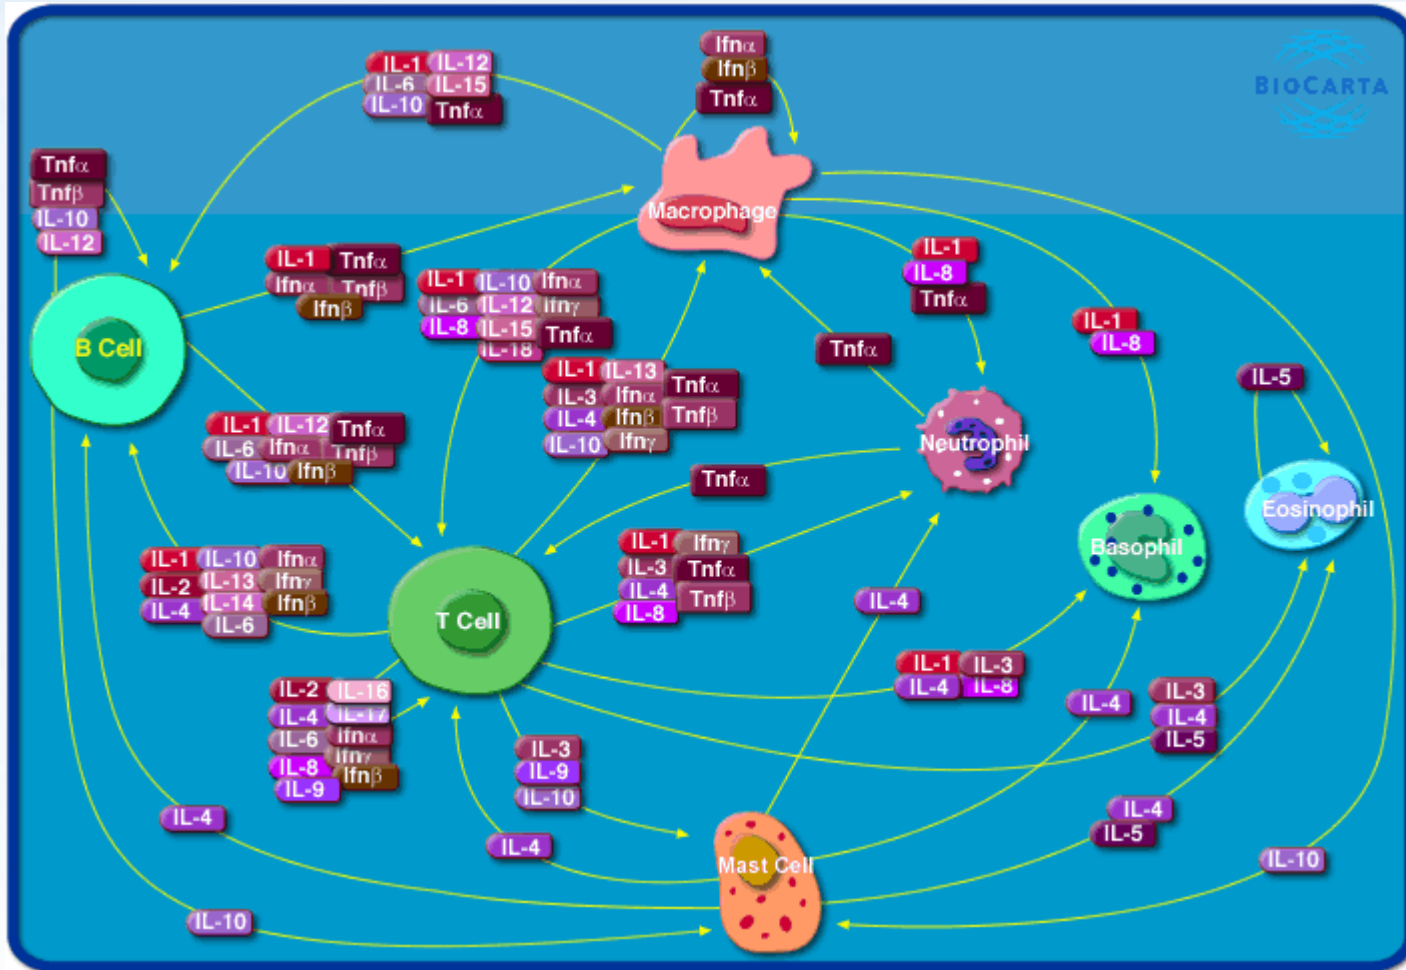 IL-1 IL-12
IL-6 IL-15
IL-10 Tnfα
Ifnα
Ifnβ
Tnfα
BIOCARTA
Tnfα
Tnfβ
IL-10
IL-12
Macrophage
IL-1 Tnfα
Ifnα Tnfβ
Ifnβ
IL-1 IL-10 Ifnα
IL-6 IL-12 Ifnγ
IL-8 IL-15 Tnfα
IL-18
IL-1
IL-8
Tnfα
IL-1
IL-8
B Cell
Tnfα
IL-5
IL-1 IL-13 Tnfα
IL-3 Ifnα
IL-4 Ifnβ Tnfβ
IL-10 Ifnγ
IL-1 IL-12 Tnfα
IL-6 Ifnα Tnfβ
IL-10 Ifnβ
Neutrophil
Tnfα
Eosinophil
Basophil
IL-1 IL-10 Ifnα
IL-2 IL-13 Ifnγ
IL-4 IL-14 Ifnβ
IL-6
IL-1 Ifnγ
IL-3 Tnfα
IL-4 Tnfβ
IL-8
T Cell
IL-4
IL-1 IL-3
IL-4 IL-8
IL-2 IL-16
IL-4 IL-17
IL-6 Ifnα
Ifnγ
IL-8 Ifnβ
IL-9
IL-3
IL-9
IL-10
IL-4
IL-3
IL-4
IL-5
IL-4
IL-4
IL-4
IL-5
Mast Cell
IL-10
IL-10